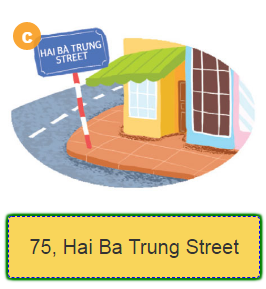 C
HAI BÀ TRƯNG
STREET
75, Hai Ba Trung Street